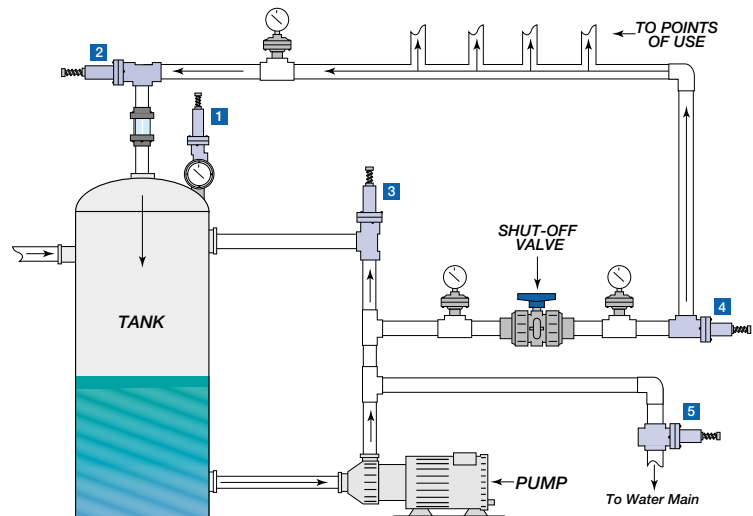 2
TO POINTS
OF USE
1
3
SHUT-OFF
VALVE
TANK
4
5
PUMP
To Water Main